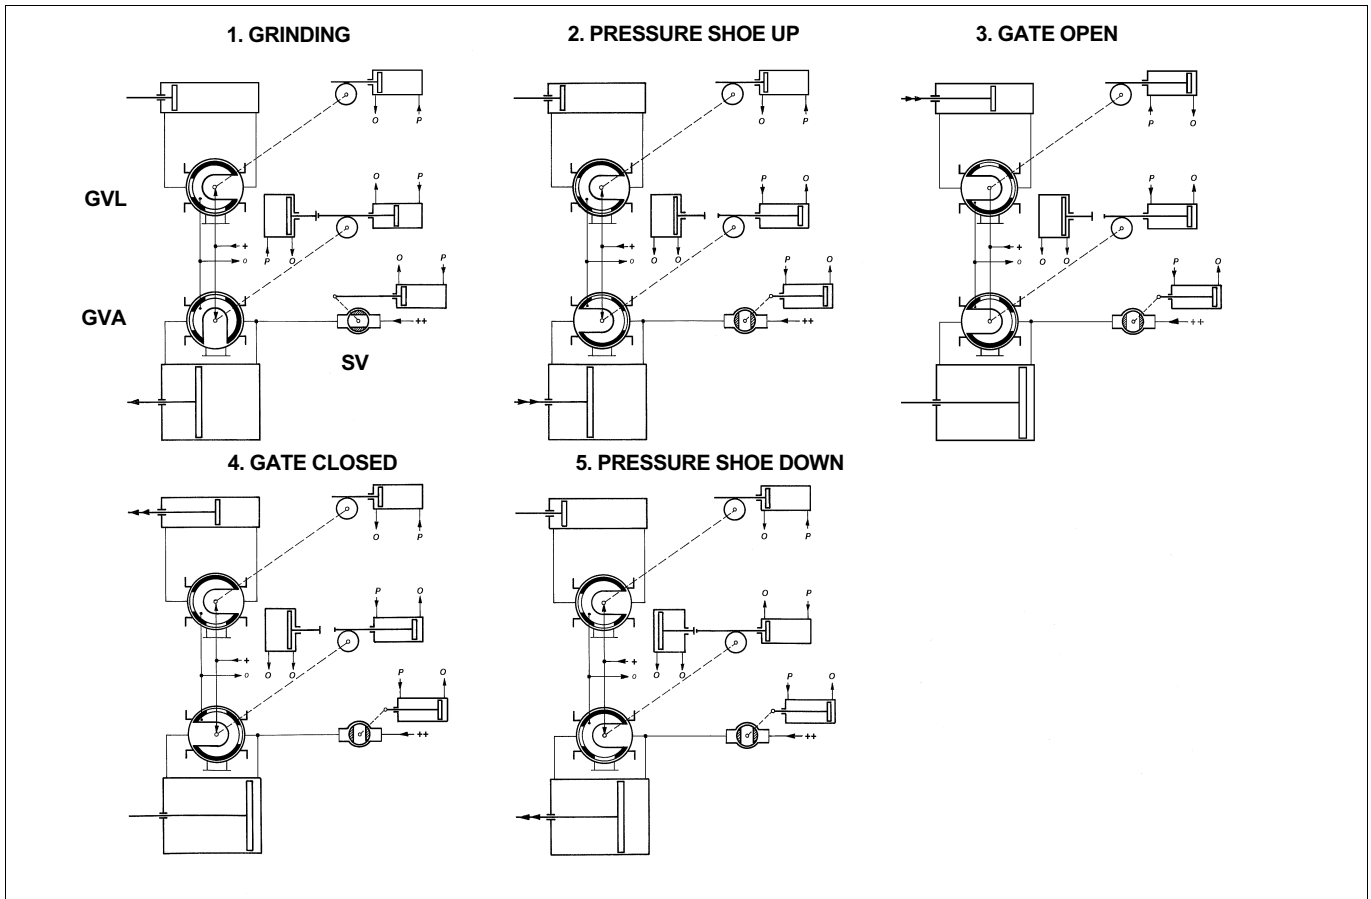 1. GRINDING
2. PRESSURE SHOE UP
3. GATE OPEN
O P
O P
P O
GVL
O P
P O
P O
+
+
+
o
o
o
P O
O O
O O
O P
P O
P O
GVA
++
++
++
SV
4. GATE CLOSED
5. PRESSURE SHOE DOWN
O P
O P
P O
O P
+
+
o
o
O O
O O
P O
P O
++
++